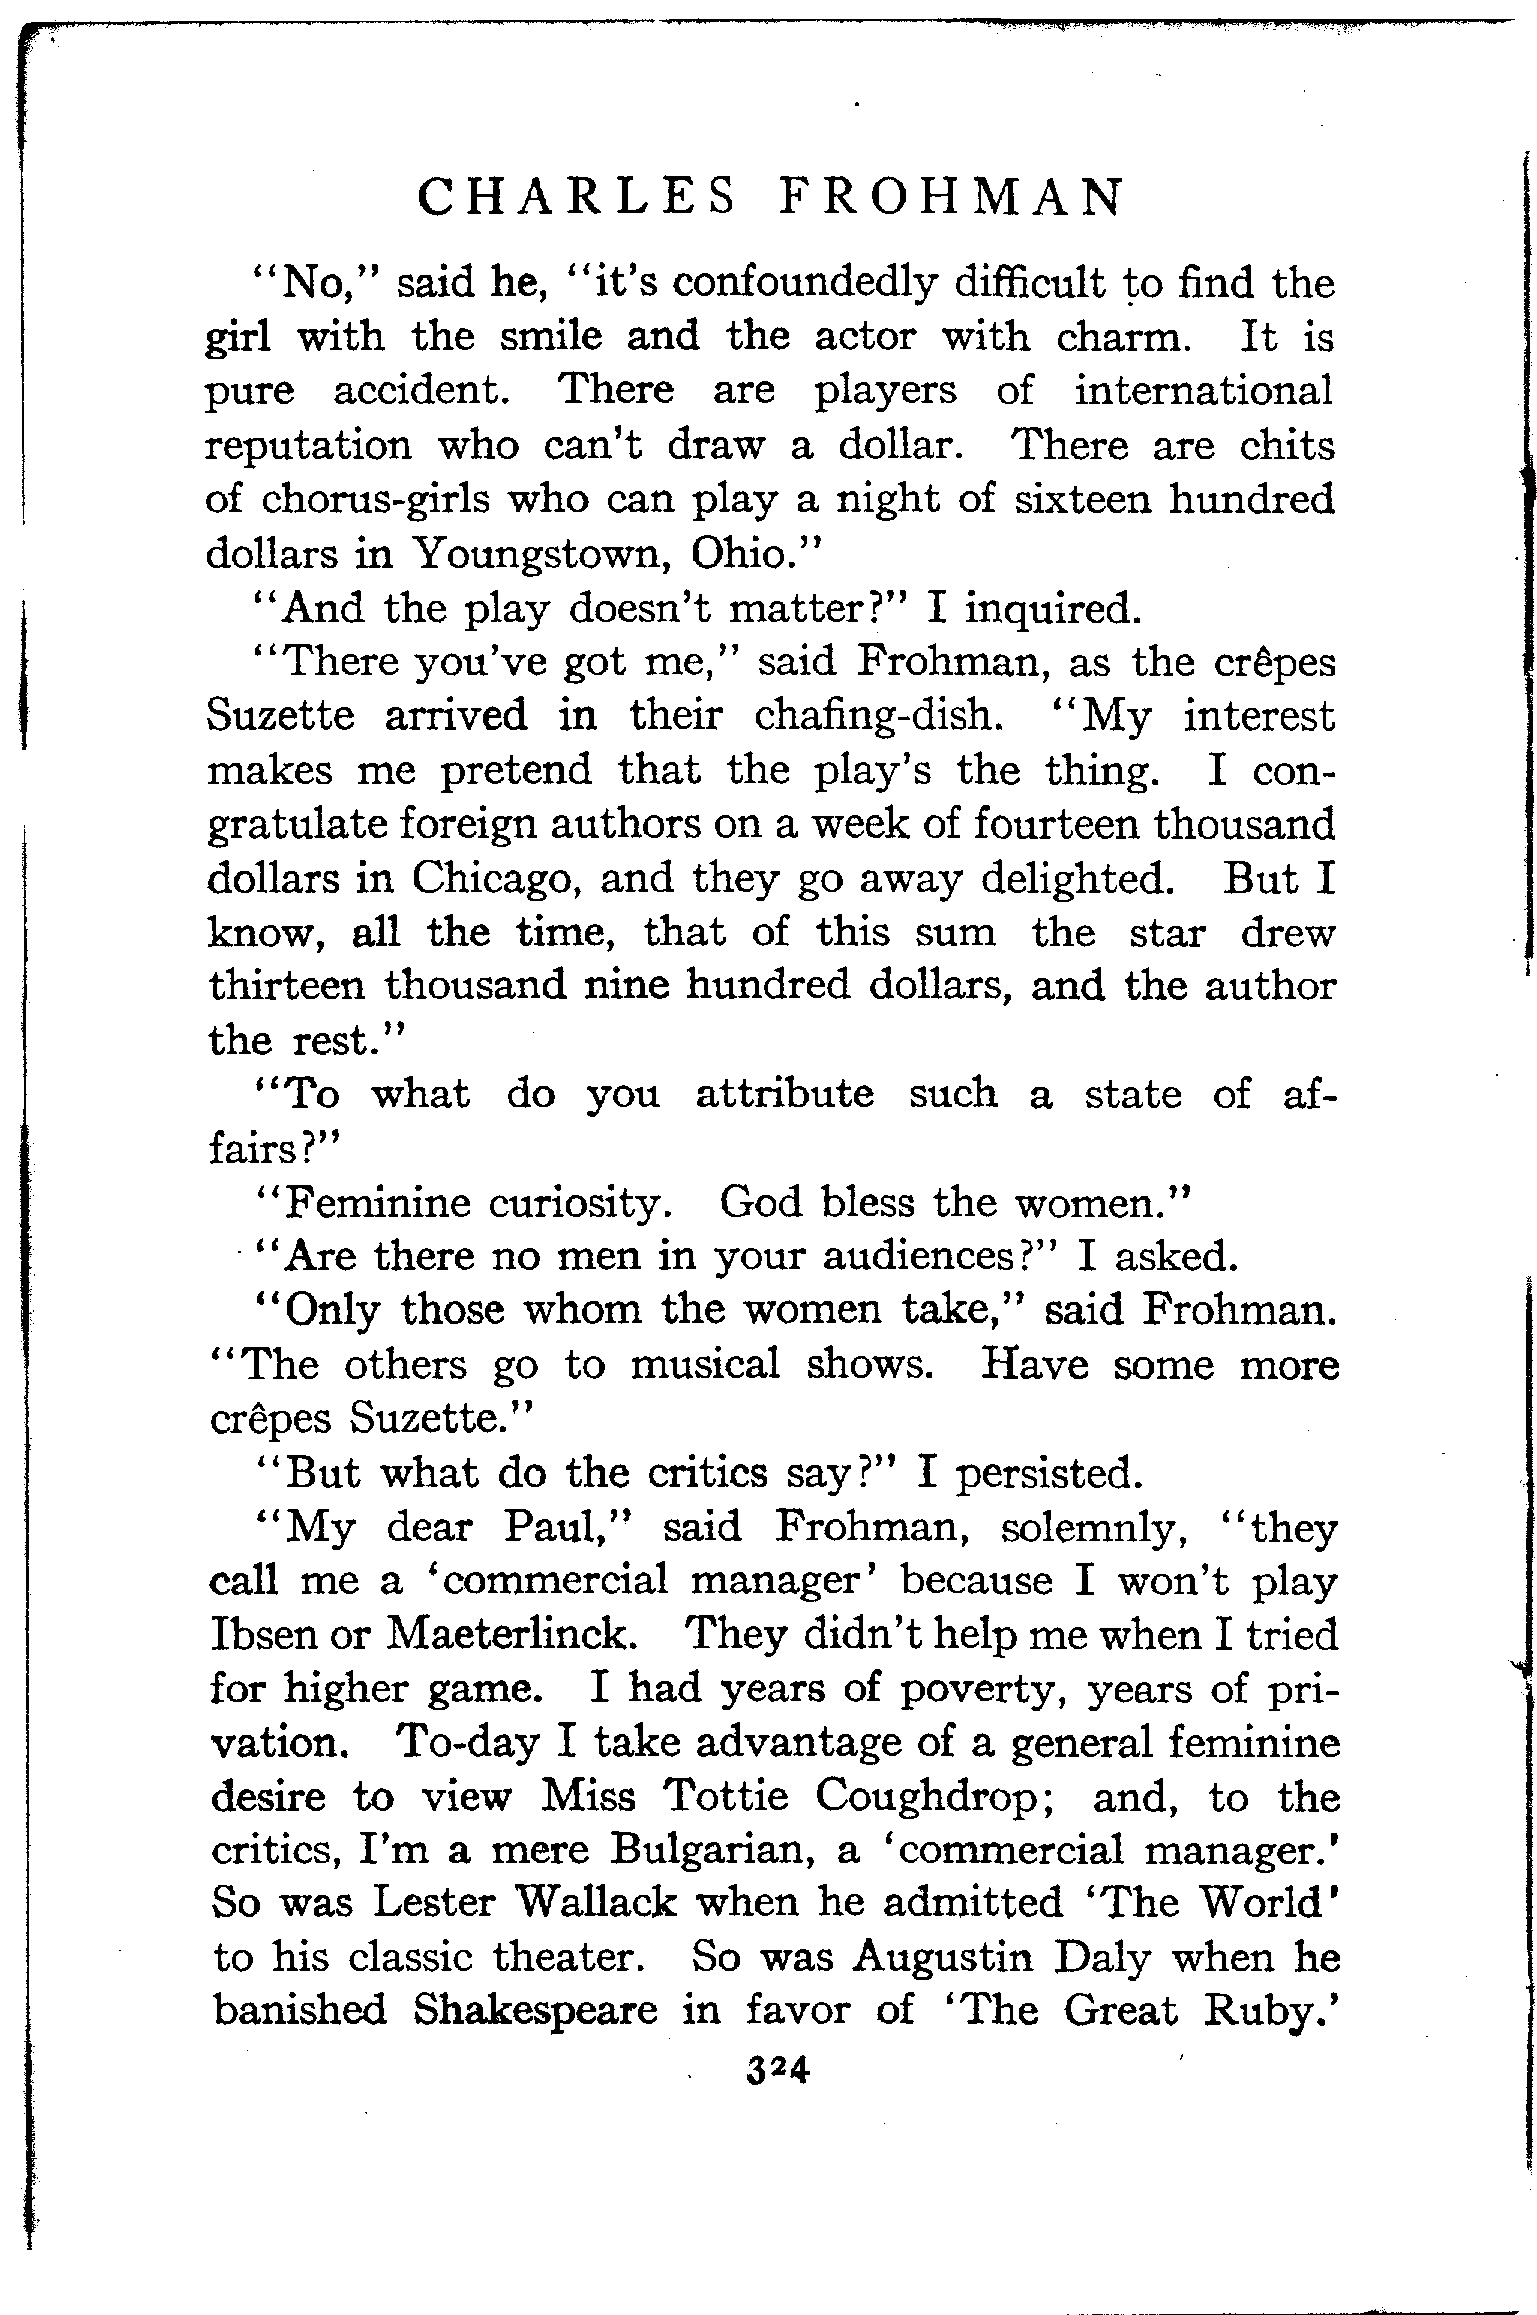 CHARLES FROHMAN
"No," said he, "it's confoundedly difficult to find the
girl with the smile and the actor with charm. It is
pure accident. There are players of international
reputation who can't draw a dollar. There are chits
of chorus-girls who can play a night of sixteen hundred
dollars in Youngstown, Ohio."
"And the play doesn't matter?" I inquired.
"There you've got me," said Frohman, as the crêpes
Suzette arrived in their chafing-dish. "My interest
makes me pretend that the play's the thing. I con-
gratulate foreign authors on a week of fourteen thousand
dollars in Chicago, and they go away delighted. But I
know, all the time, that of this sum the star drew
thirteen thousand nine hundred dollars, and the author
the rest."
"To what do you attribute such a state of af-
fairs?"
"Feminine curiosity. God bless the women."
"Are there no men in your audiences?" I asked.
"Only those whom the women take," said Frohman.
"The others go to musical shows. Have some more
crêpes Suzette."
"But what do the critics say?" I persisted.
"My dear Paul," said Frohman, solemnly, "they
call me a 'commercial manager' because I won't play
Ibsen or Maeterlinck. They didn't help me when I tried
for higher game. I had years of poverty, years of pri-
vation. To-day I take advantage of a general feminine
desire to view Miss Tottie Coughdrop; and, to the
critics, I'm a mere Bulgarian, a 'commercial manager.'
So was Lester Wallack when he admitted 'The World'
to his classic theater. So was Augustin Daly when he
banished Shakespeare in favor of 'The Great Ruby.'
324